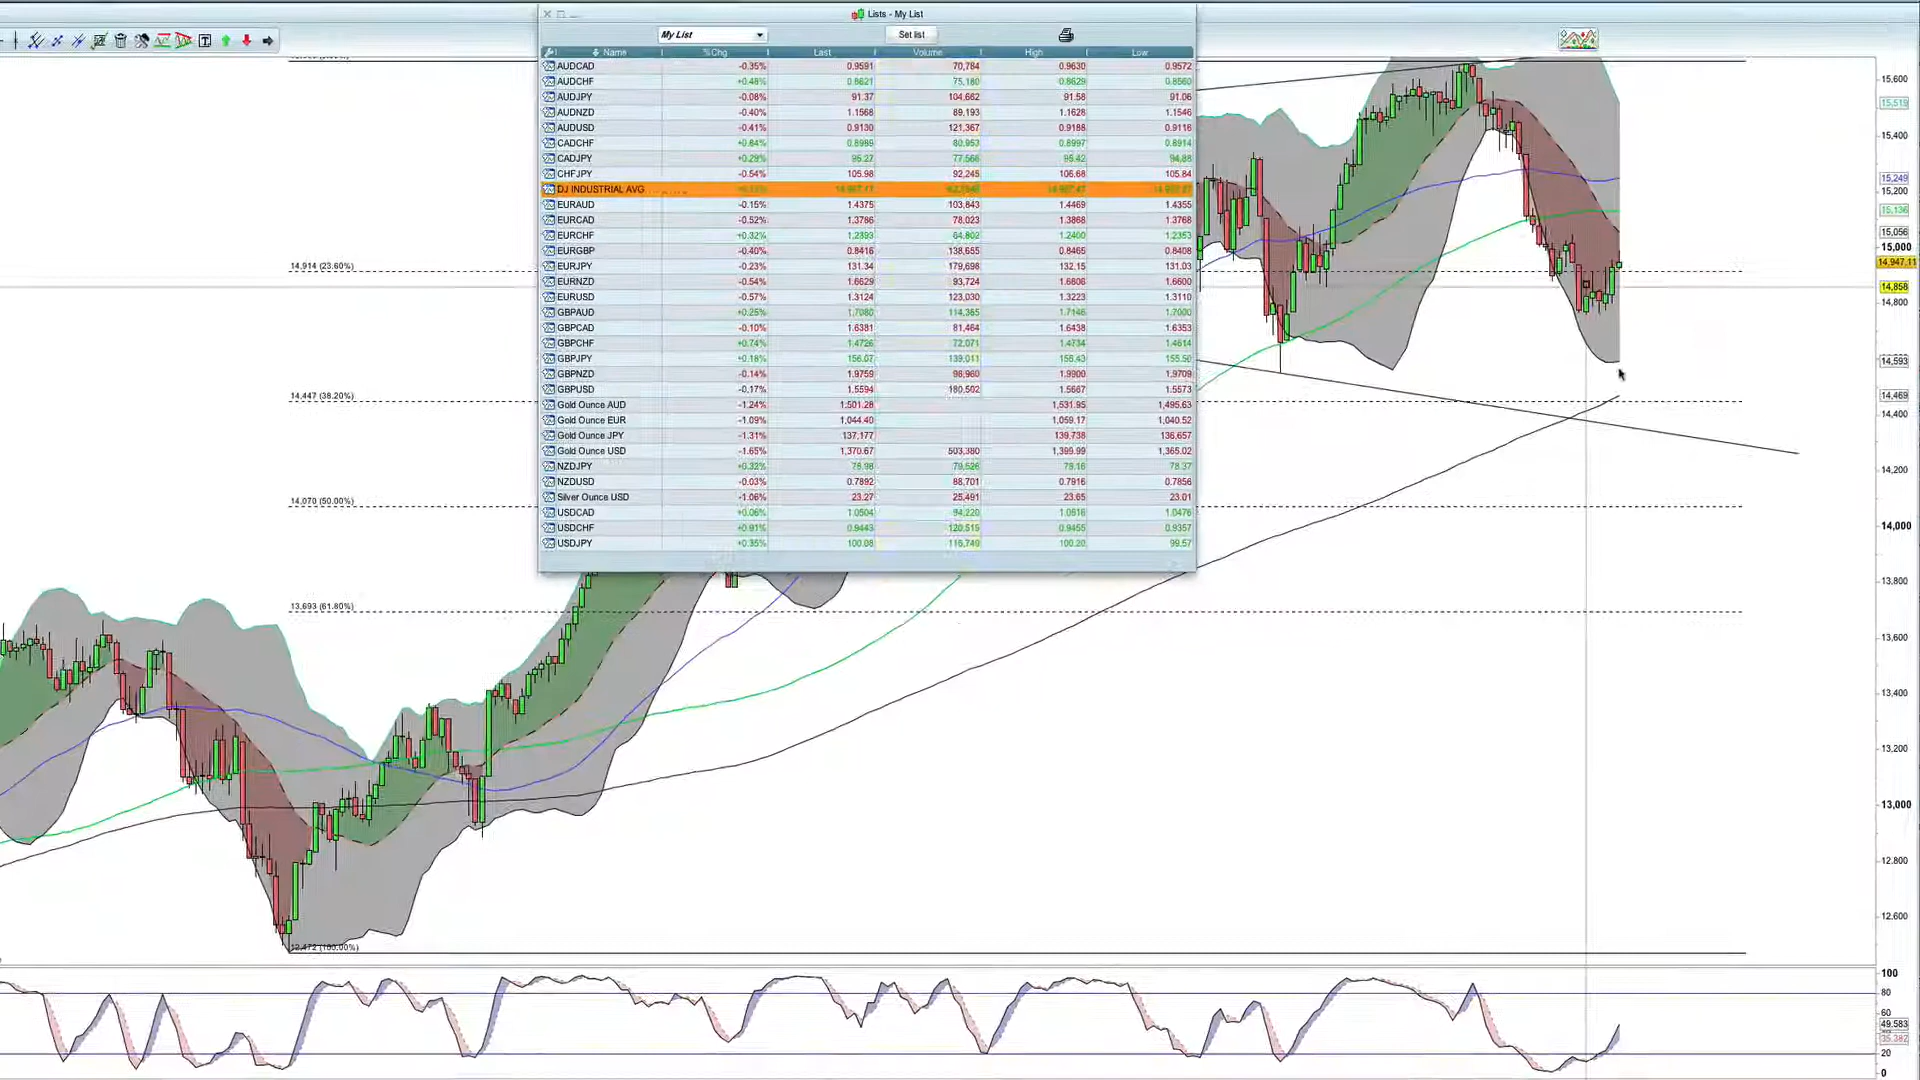 Lists - My List
My List Set list
Name %Chg Last Volume High Low
AUDCAD -0.35% 0.9591 70,784 0.9630 0.9572
AUDCHF +0.48% 0.8621 75,180 0.8629 0.8560
AUDJPY -0.08% 91.37 104,662 91.58 91.06
AUDNZD -0.40% 1.1568 89,193 1.1628 1.1546
AUDUSD -0.41% 0.9130 121,367 0.9188 0.9116
CADCHF +0.84% 0.8989 80,953 0.8997 0.8914
CADJPY +0.29% 95.27 77,566 95.42 94.88
CHFJPY -0.54% 105.98 92,245 106.68 105.84
DJ INDUSTRIAL AVG
EURAUD -0.15% 1.4375 103,843 1.4469 1.4355
EURCAD -0.52% 1.3786 78,023 1.3868 1.3768
EURCHF +0.32% 1.2393 64,802 1.2400 1.2353
EURGBP -0.40% 0.8416 138,655 0.8465 0.8408
EURJPY -0.23% 131.34 179,698 132.15 131.03
EURNZD -0.54% 1.6629 93,724 1.6806 1.6600
EURUSD -0.57% 1.3124 123,030 1.3223 1.3110
GBPAUD +0.25% 1.7080 114,365 1.7146 1.7000
GBPCAD -0.10% 1.6381 81,464 1.6438 1.6353
GBPCHF +0.74% 1.4726 72,071 1.4734 1.4614
GBPJPY +0.18% 156.07 139,011 156.43 155.50
GBPNZD -0.14% 1.9759 98,960 1.9900 1.9709
GBPUSD -0.17% 1.5594 180,502 1.5667 1.5573
Gold Ounce AUD -1.24% 1,501.28 1,531.95 1,495.63
Gold Ounce EUR -1.09% 1,044.40 1,059.17 1,040.52
Gold Ounce JPY -1.31% 137,177 139,738 136,657
Gold Ounce USD -1.65% 1,370.67 503,380 1,399.99 1,365.02
NZDJPY +0.32% 78.98 79,526 79.16 78.37
NZDUSD -0.03% 0.7892 88,701 0.7916 0.7856
Silver Ounce USD -1.06% 23.27 25,491 23.65 23.01
USDCAD +0.06% 1.0504 94,220 1.0516 1.0476
USDCHF +0.91% 0.9443 120,515 0.9455 0.9357
USDJPY +0.35% 100.08 116,740 100.20 99.57
14,914 (23.60%)
14,447 (38.20%)
14,070 (50.00%)
13,693 (61.80%)
12,472 (100.00%)
15,600
15,519
15,400
15,249
15,200
15,136
15,056
15,000
14,947.11
14,858
14,800
14,593
14,469
14,400
14,200
14,000
13,800
13,600
13,400
13,200
13,000
12,800
12,600
100
80
60
49.583
35.382
20
0